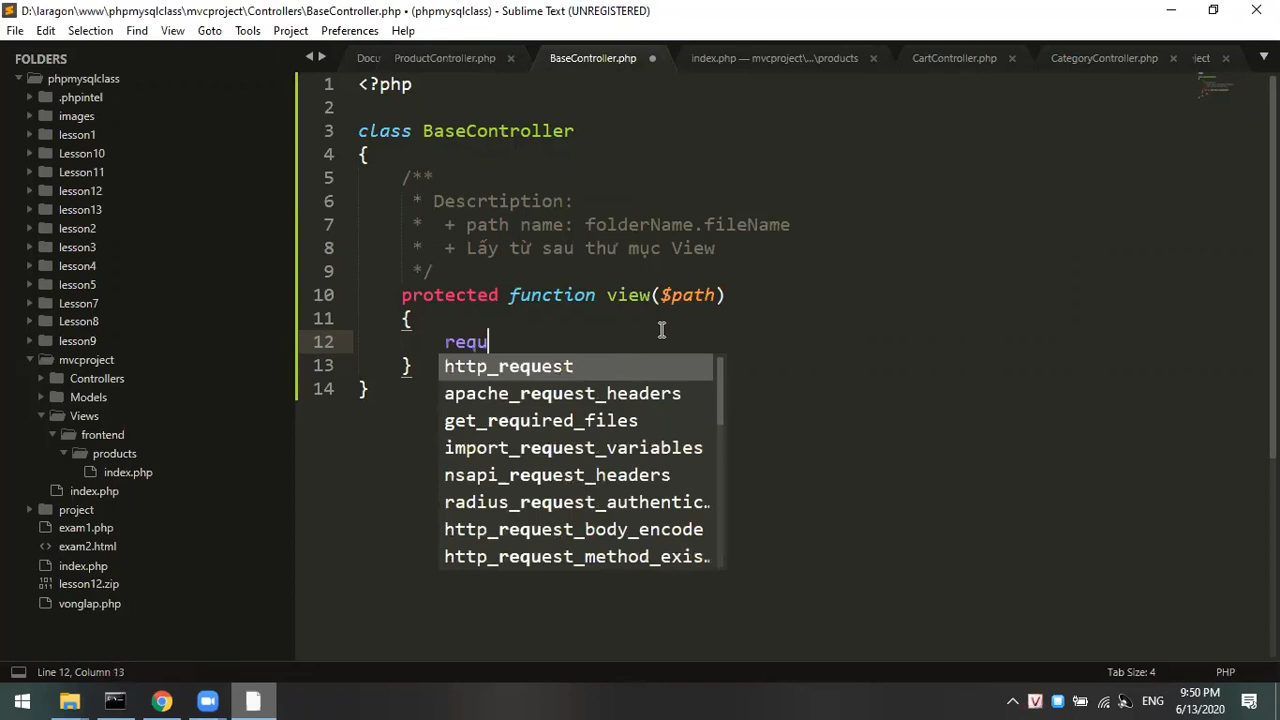 D:\laragon\www\phpmysqlclass\mvcproject\Controllers\BaseController.php • (phpmysqlclass) - Sublime Text (UNREGISTERED)
File Edit Selection Find View Goto Tools Project Preferences Help
FOLDERS
phpmysqlclass
.phpintel
images
lesson1
Lesson10
Lesson11
lesson12
lesson13
lesson2
lesson3
lesson4
lesson5
Lesson7
Lesson8
lesson9
mvcproject
Controllers
Models
Views
frontend
products
index.php
index.php
project
exam1.php
exam2.html
index.php
lesson12.zip
vonglap.php
Docu ProductController.php BaseController.php index.php — mvcproject\...\products CartController.php CategoryController.php ject
1 <?php
2
3 class BaseController
4 {
5 /**
6 * Descrtiption:
7 * + path name: folderName.fileName
8 * + Lấy từ sau thư mục View
9 */
10 protected function view($path)
11 {
12 requ
13 }
14 }
http_request
apache_request_headers
get_required_files
import_request_variables
nsapi_request_headers
radius_request_authentic…
http_request_body_encode
http_request_method_exis…
Line 12, Column 13
Tab Size: 4 PHP
ENG
9:50 PM
6/13/2020